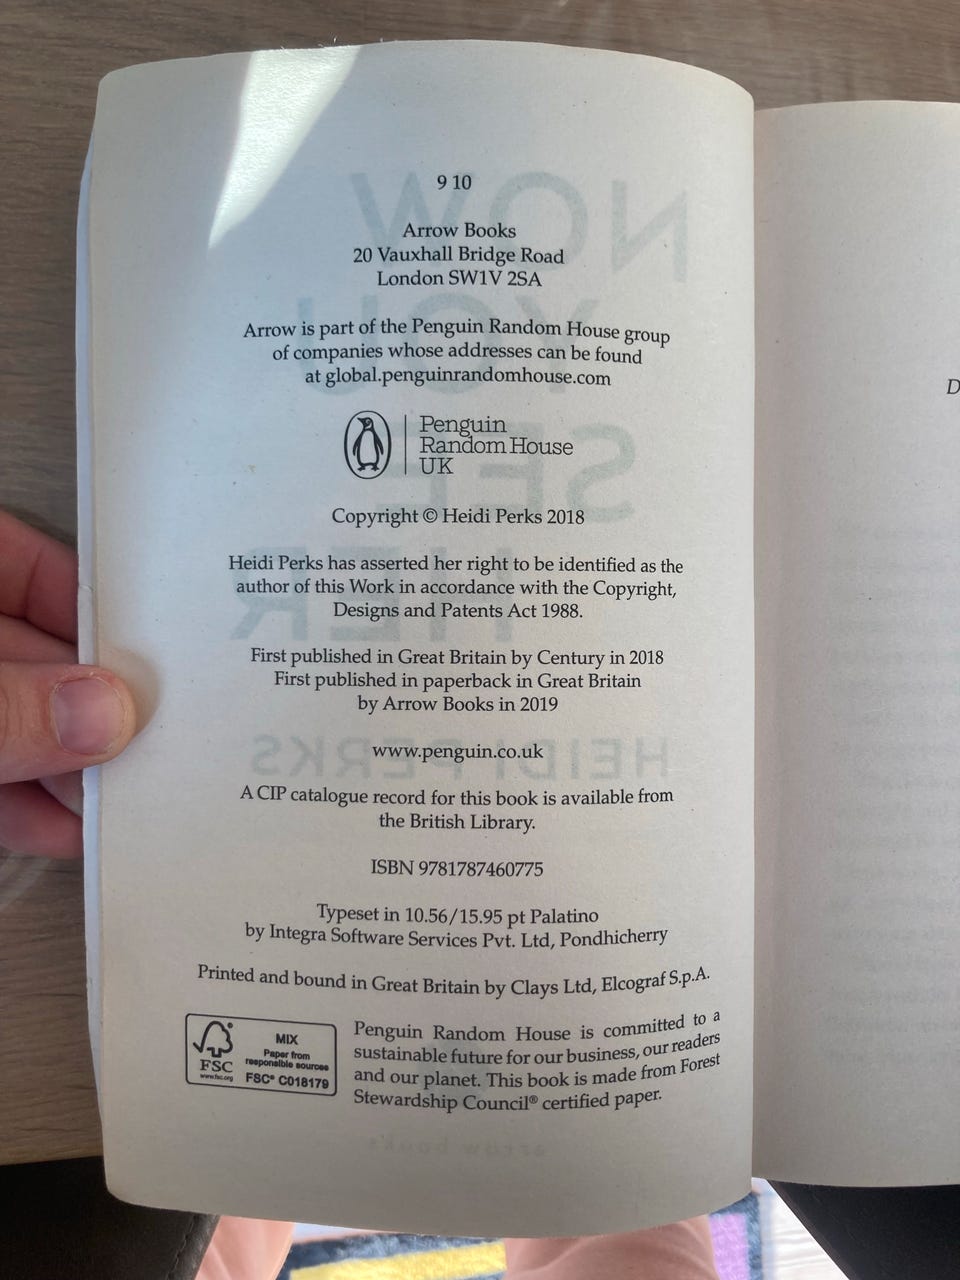 9 10
Arrow Books
20 Vauxhall Bridge Road
London SW1V 2SA
Arrow is part of the Penguin Random House group
of companies whose addresses can be found
at global.penguinrandomhouse.com
Penguin
Random House
UK
Copyright © Heidi Perks 2018
Heidi Perks has asserted her right to be identified as the
author of this Work in accordance with the Copyright,
Designs and Patents Act 1988.
First published in Great Britain by Century in 2018
First published in paperback in Great Britain
by Arrow Books in 2019
www.penguin.co.uk
A CIP catalogue record for this book is available from
the British Library.
ISBN 9781787460775
Typeset in 10.56/15.95 pt Palatino
by Integra Software Services Pvt. Ltd, Pondhicherry
Printed and bound in Great Britain by Clays Ltd, Elcograf S.p.A.
FSC
www.fsc.org
MIX
Paper from
responsible sources
FSC® C018179
Penguin Random House is committed to a
sustainable future for our business, our readers
and our planet. This book is made from Forest
Stewardship Council® certified paper.
D
NOW
YOU
SEE
HER
HEIDI PERKS
arrow books